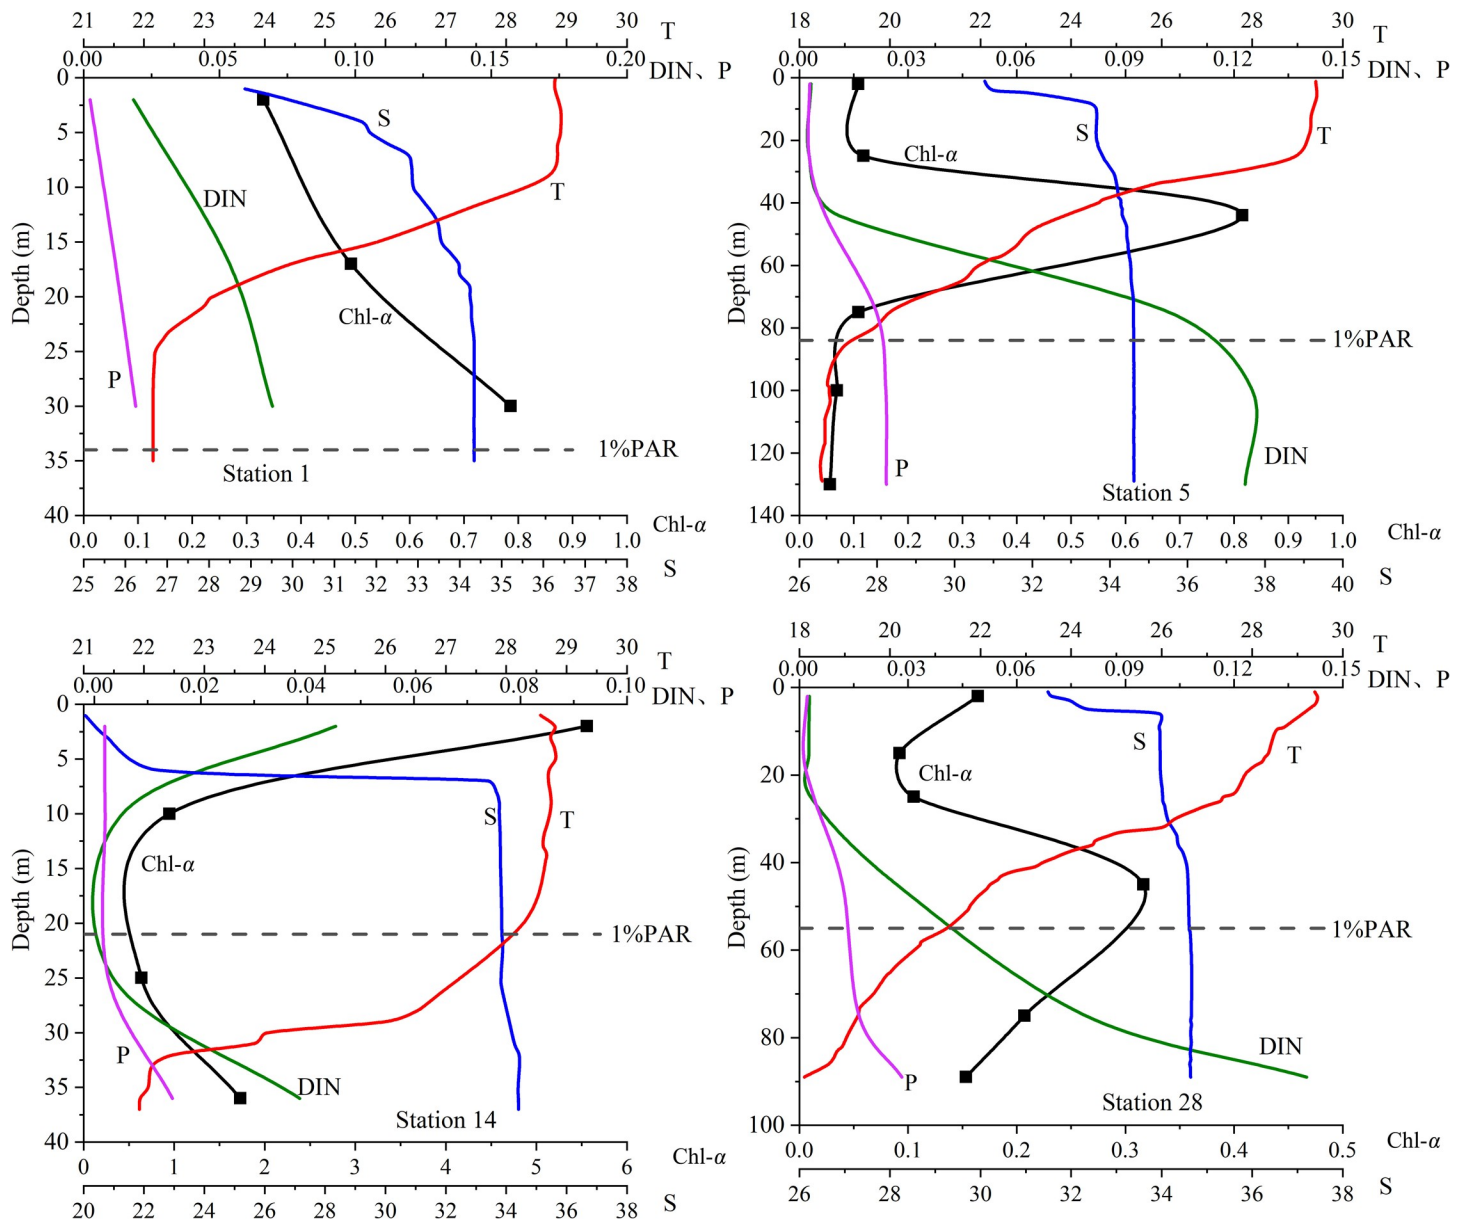 21 22 23 24 25 26 27 28 29 30 T
0.00 0.05 0.10 0.15 0.20 DIN、P
0
5
10
15
20
25
30
35
40
Depth (m)
S
T
DIN
Chl-α
P
1%PAR
Station 1
0.0 0.1 0.2 0.3 0.4 0.5 0.6 0.7 0.8 0.9 1.0 Chl-α
25 26 27 28 29 30 31 32 33 34 35 36 37 38 S
18 20 22 24 26 28 30 T
0.00 0.03 0.06 0.09 0.12 0.15 DIN、P
0
20
40
60
80
100
120
140
Depth (m)
S
T
Chl-α
1%PAR
DIN
P
Station 5
0.0 0.1 0.2 0.3 0.4 0.5 0.6 0.7 0.8 0.9 1.0 Chl-α
26 28 30 32 34 36 38 40 S
21 22 23 24 25 26 27 28 29 30 T
0.00 0.02 0.04 0.06 0.08 0.10 DIN、P
0
5
10
15
20
25
30
35
40
Depth (m)
S
T
Chl-α
1%PAR
P
DIN
Station 14
0 1 2 3 4 5 6 Chl-α
20 22 24 26 28 30 32 34 36 38 S
18 20 22 24 26 28 30 T
0.00 0.03 0.06 0.09 0.12 0.15 DIN、P
0
20
40
60
80
100
Depth (m)
S
T
Chl-α
1%PAR
DIN
P
Station 28
0.0 0.1 0.2 0.3 0.4 0.5 Chl-α
26 28 30 32 34 36 38 S